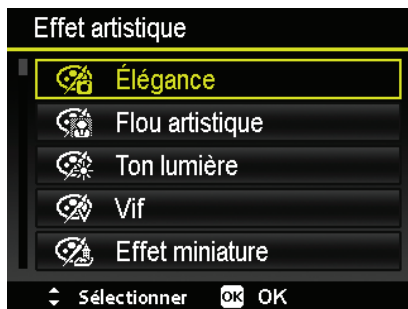 Effet artistique
Élégance
Flou artistique
Ton lumière
Vif
Effet miniature
Sélectionner OK OK